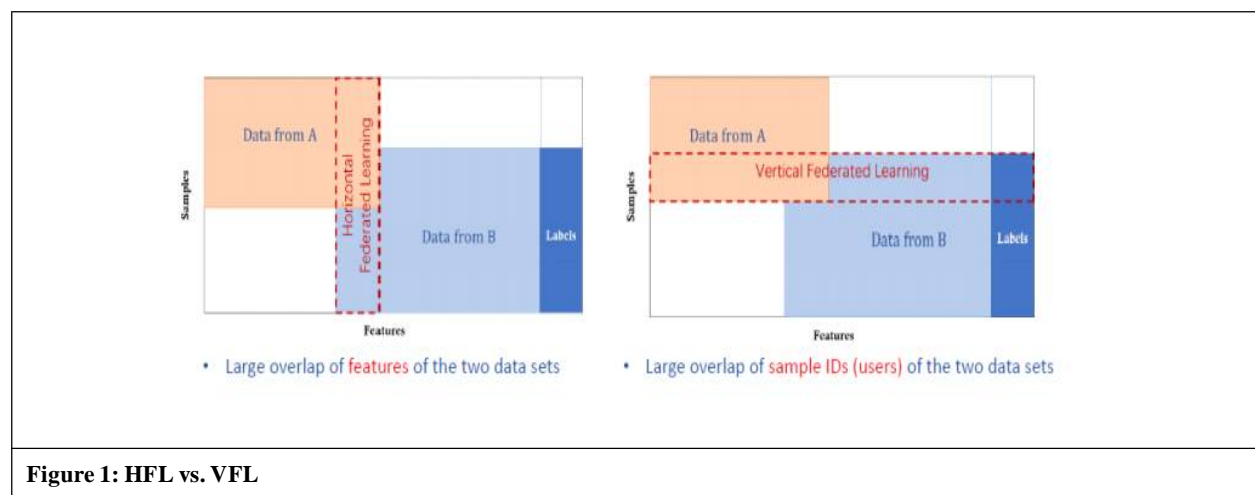 Data from A
Horizontal
Federated Learning
Data from B
Labels
Samples
Features
• Large overlap of features of the two data sets
Data from A
Vertical Federated Learning
Data from B
Labels
Samples
Features
• Large overlap of sample IDs (users) of the two data sets
Figure 1: HFL vs. VFL